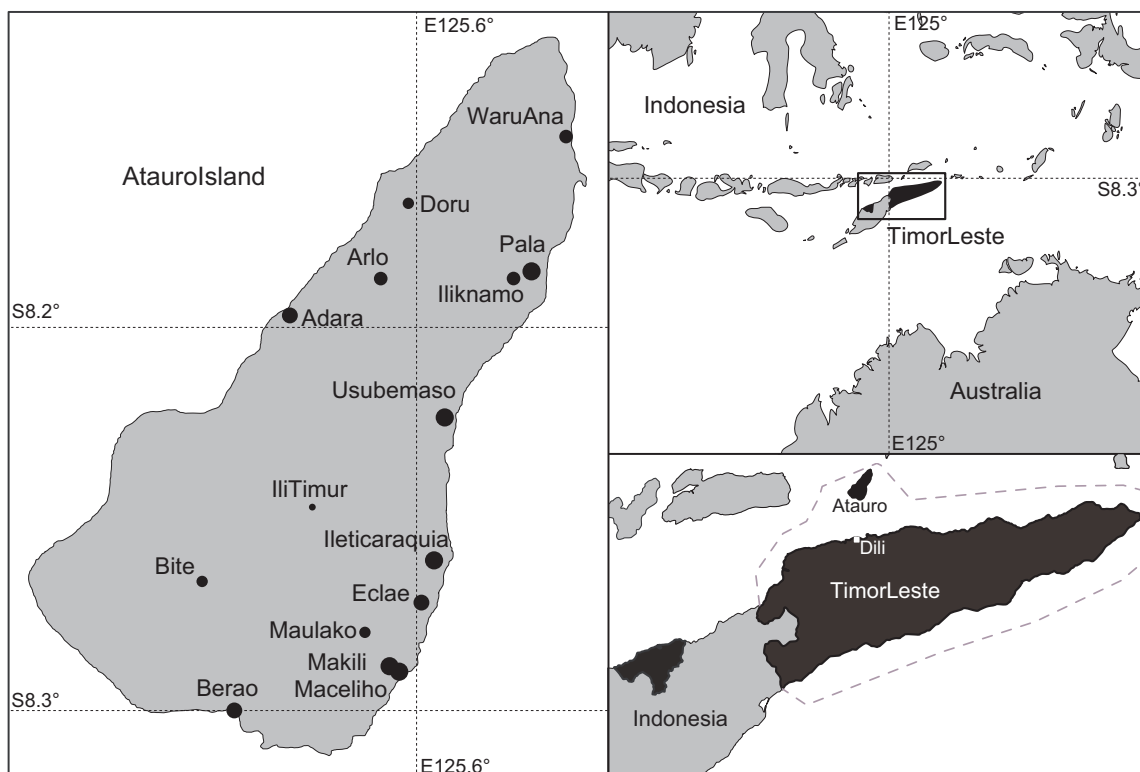 E125.6°
WaruAna
AtauroIsland
Doru
Pala
Arlo
Iliknamo
S8.2°
Adara
Usubemaso
IliTimur
Ileticaraquia
Bite
Eclae
Maulako
Makili
Berao
Maceliho
S8.3°
E125.6°
E125°
Indonesia
S8.3°
TimorLeste
Australia
E125°
Atauro
Dili
TimorLeste
Indonesia